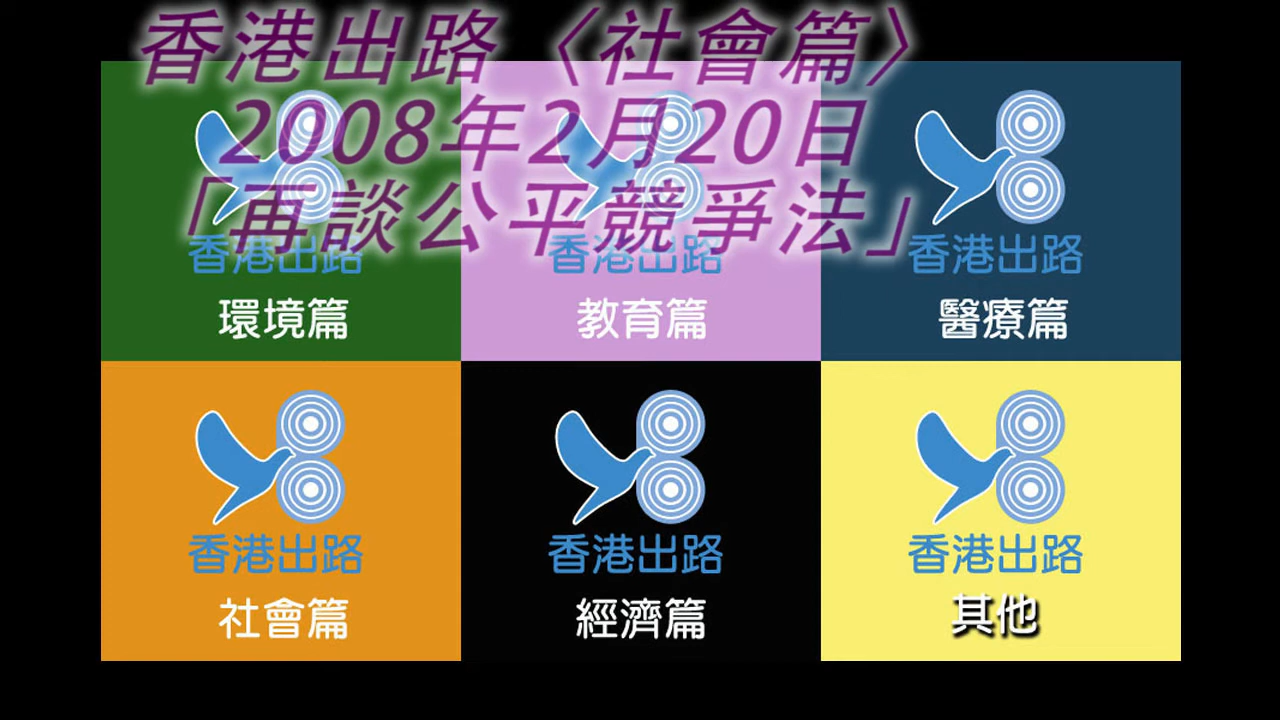 香港出路〈社會篇〉
2008年2月20日
「再談公平競爭法」
香港出路
環境篇
香港出路
教育篇
香港出路
醫療篇
香港出路
社會篇
香港出路
經濟篇
香港出路
其他